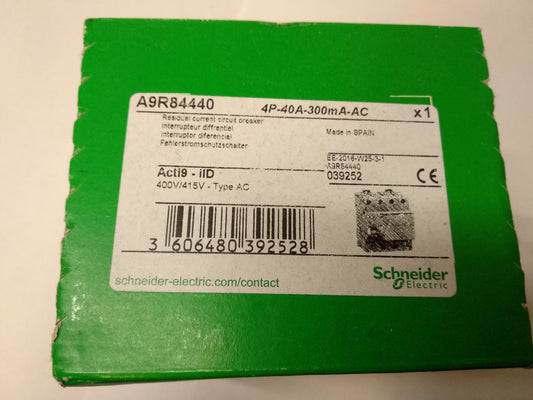 A9R84440 4P-40A-300mA-AC x1
Residual current circuit breaker
Interrupteur diffrentiel
Interruptor diferencial
Fehlerstromschutzschalter
Made in SPAIN
EE-2016-W25-3-1
A9R84440
039252 CE
Acti9 - iID
400V/415V - Type AC
3 606480 392528
schneider-electric.com/contact
Schneider
Electric